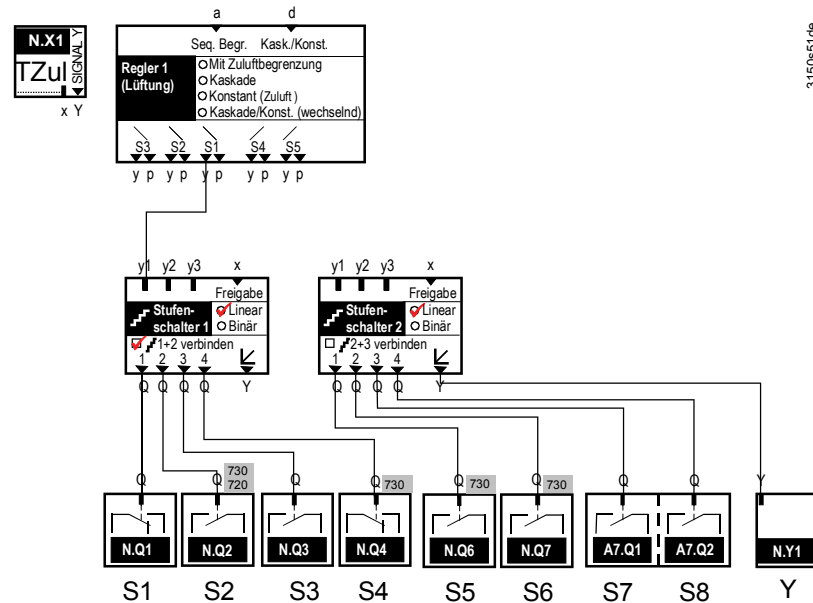 a d
3150s51de
N.X1
SIGNAL Y
TZul
x Y
Seq. Begr. Kask./Konst.
Regler 1
(Lüftung)
Mit Zuluftbegrenzung
Kaskade
Konstant (Zuluft )
Kaskade/Konst. (wechselnd)
S3 S2 S1 S4 S5
y p y p y p y p y p
y1 y2 y3 x
Freigabe
Stufen-
schalter 1
Linear
Binär
1+2 verbinden
1 2 3 4
Q Q Q Q Y
y1 y2 y3 x
Freigabe
Stufen-
schalter 2
Linear
Binär
2+3 verbinden
1 2 3 4
Q Q Q Q Y
Q Q 730 Q Q 730 Q 730 Q 730 Q Q Y
720
N.Q1 N.Q2 N.Q3 N.Q4 N.Q6 N.Q7 A7.Q1 A7.Q2 N.Y1
S1 S2 S3 S4 S5 S6 S7 S8 Y